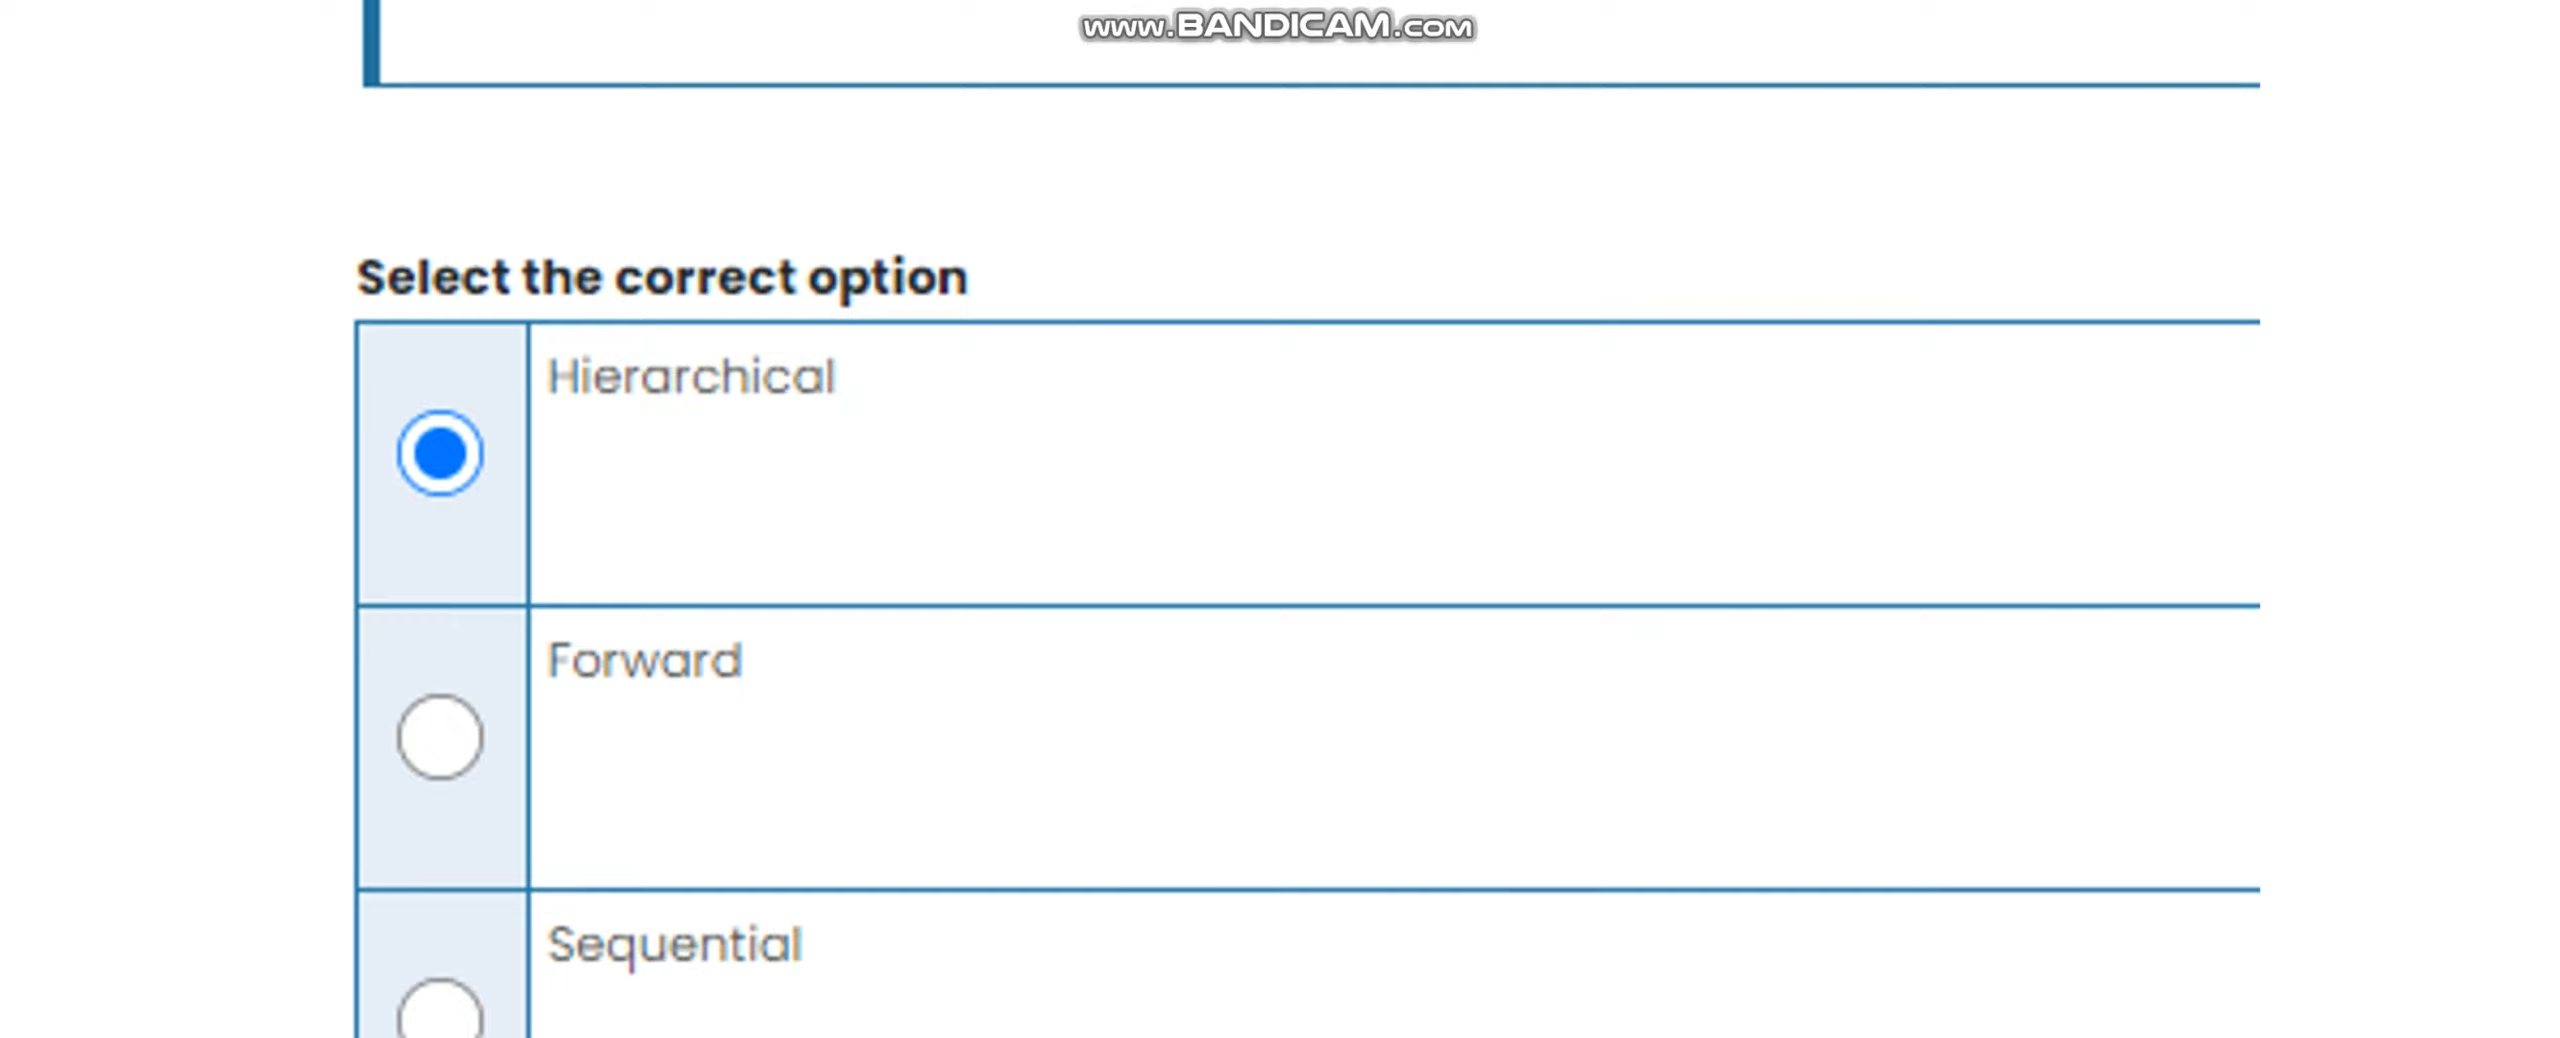 www.BANDICAM.com
Select the correct option
Hierarchical
Forward
Sequential